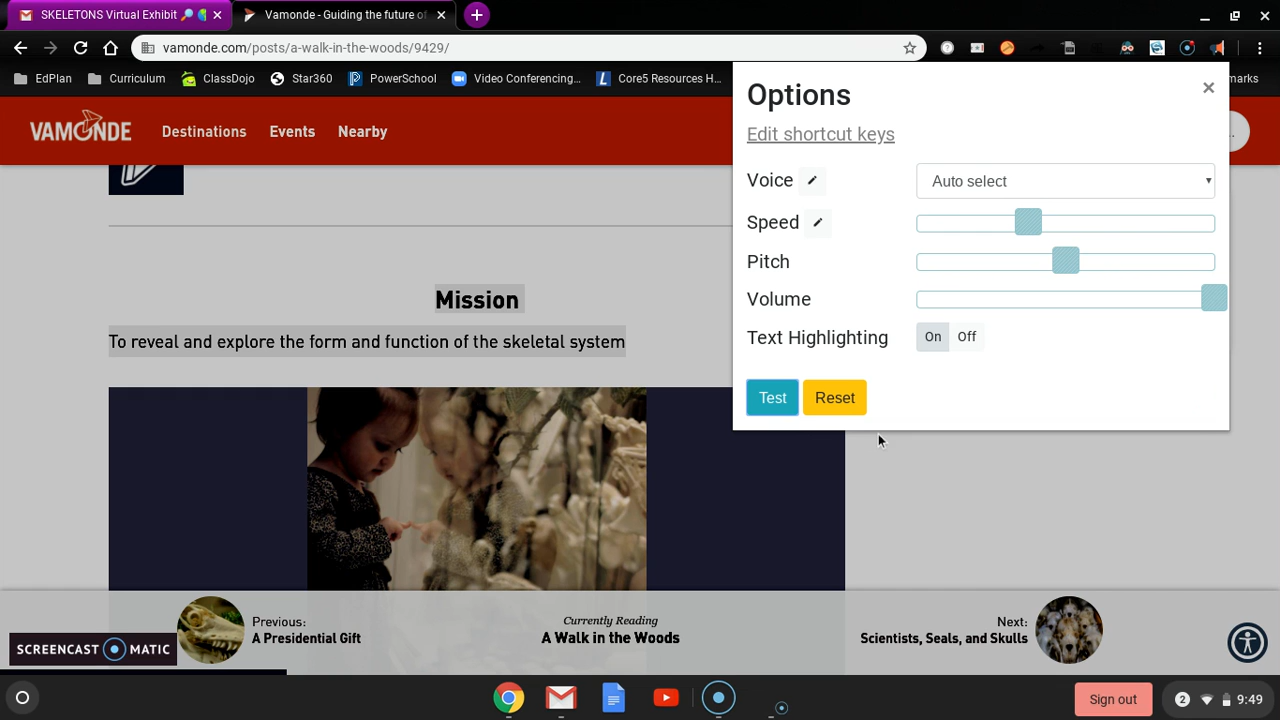 SKELETONS Virtual Exhibit
Vamonde - Guiding the future of
vamonde.com/posts/a-walk-in-the-woods/9429/
EdPlan
Curriculum
ClassDojo
Star360
PowerSchool
Video Conferencing...
Core5 Resources H...
marks
VAMONDE
Destinations
Events
Nearby
Options
×
Edit shortcut keys
Voice
Auto select
Speed
Pitch
Volume
Text Highlighting
On
Off
Test
Reset
Mission
To reveal and explore the form and function of the skeletal system
Previous:
A Presidential Gift
Currently Reading
A Walk in the Woods
Next:
Scientists, Seals, and Skulls
SCREENCAST MATIC
Sign out
2
9:49